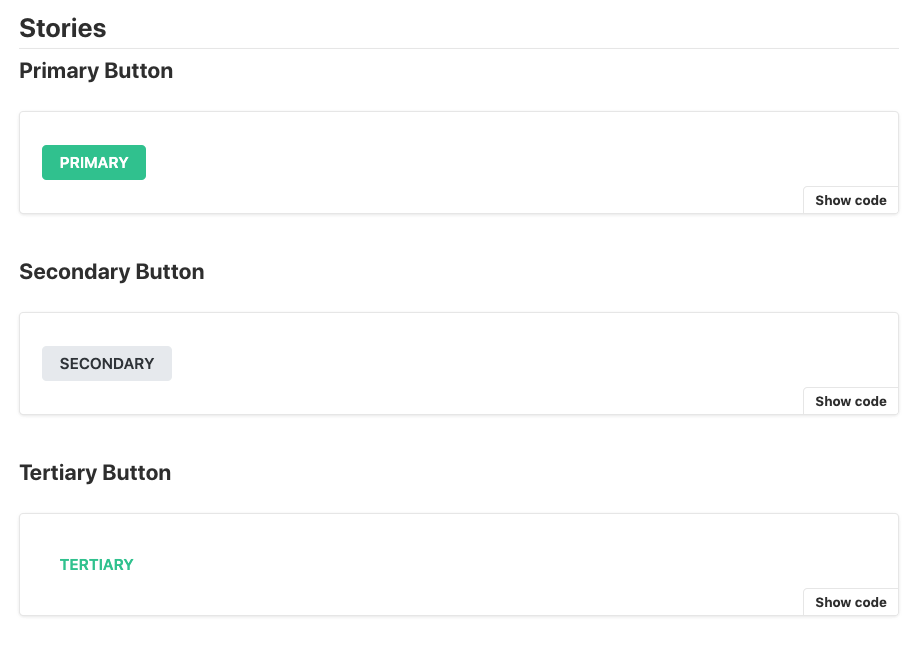 Stories
Primary Button
PRIMARY
Show code
Secondary Button
SECONDARY
Show code
Tertiary Button
TERTIARY
Show code